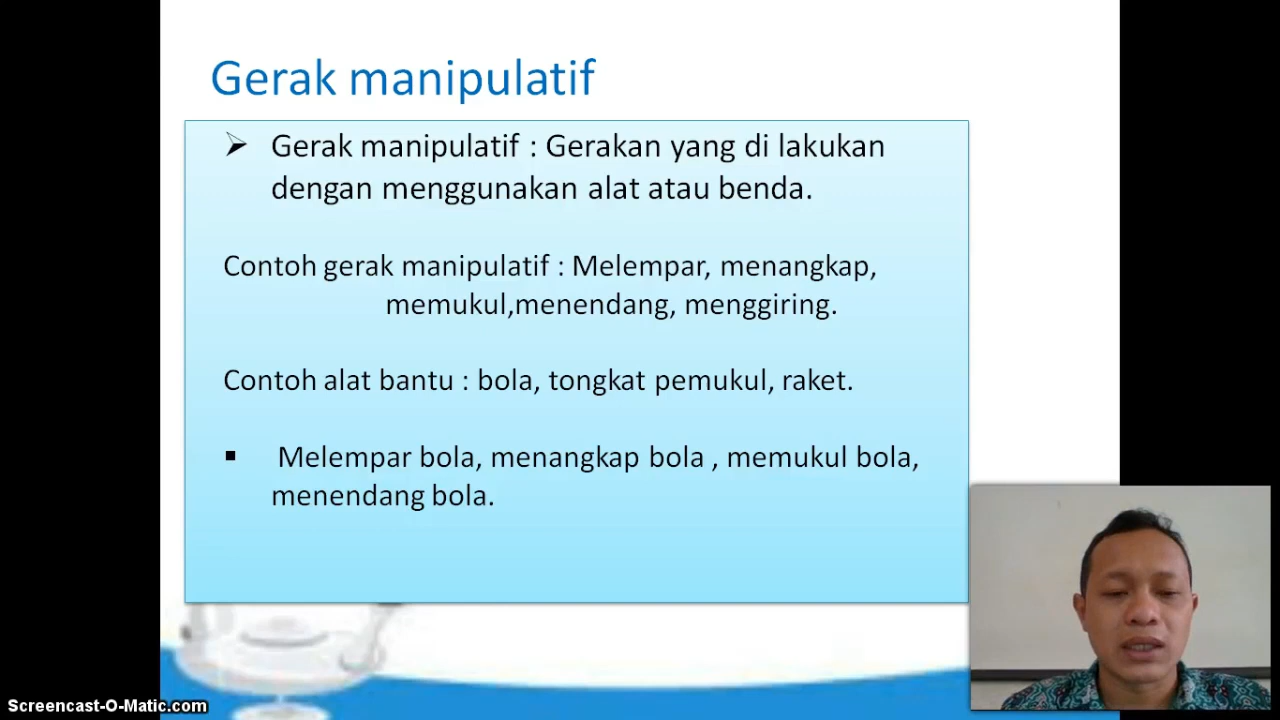 Gerak manipulatif
➢ Gerak manipulatif : Gerakan yang di lakukan
dengan menggunakan alat atau benda.
Contoh gerak manipulatif : Melempar, menangkap,
memukul,menendang, menggiring.
Contoh alat bantu : bola, tongkat pemukul, raket.
▪ Melempar bola, menangkap bola , memukul bola,
menendang bola.
Screencast-O-Matic.com